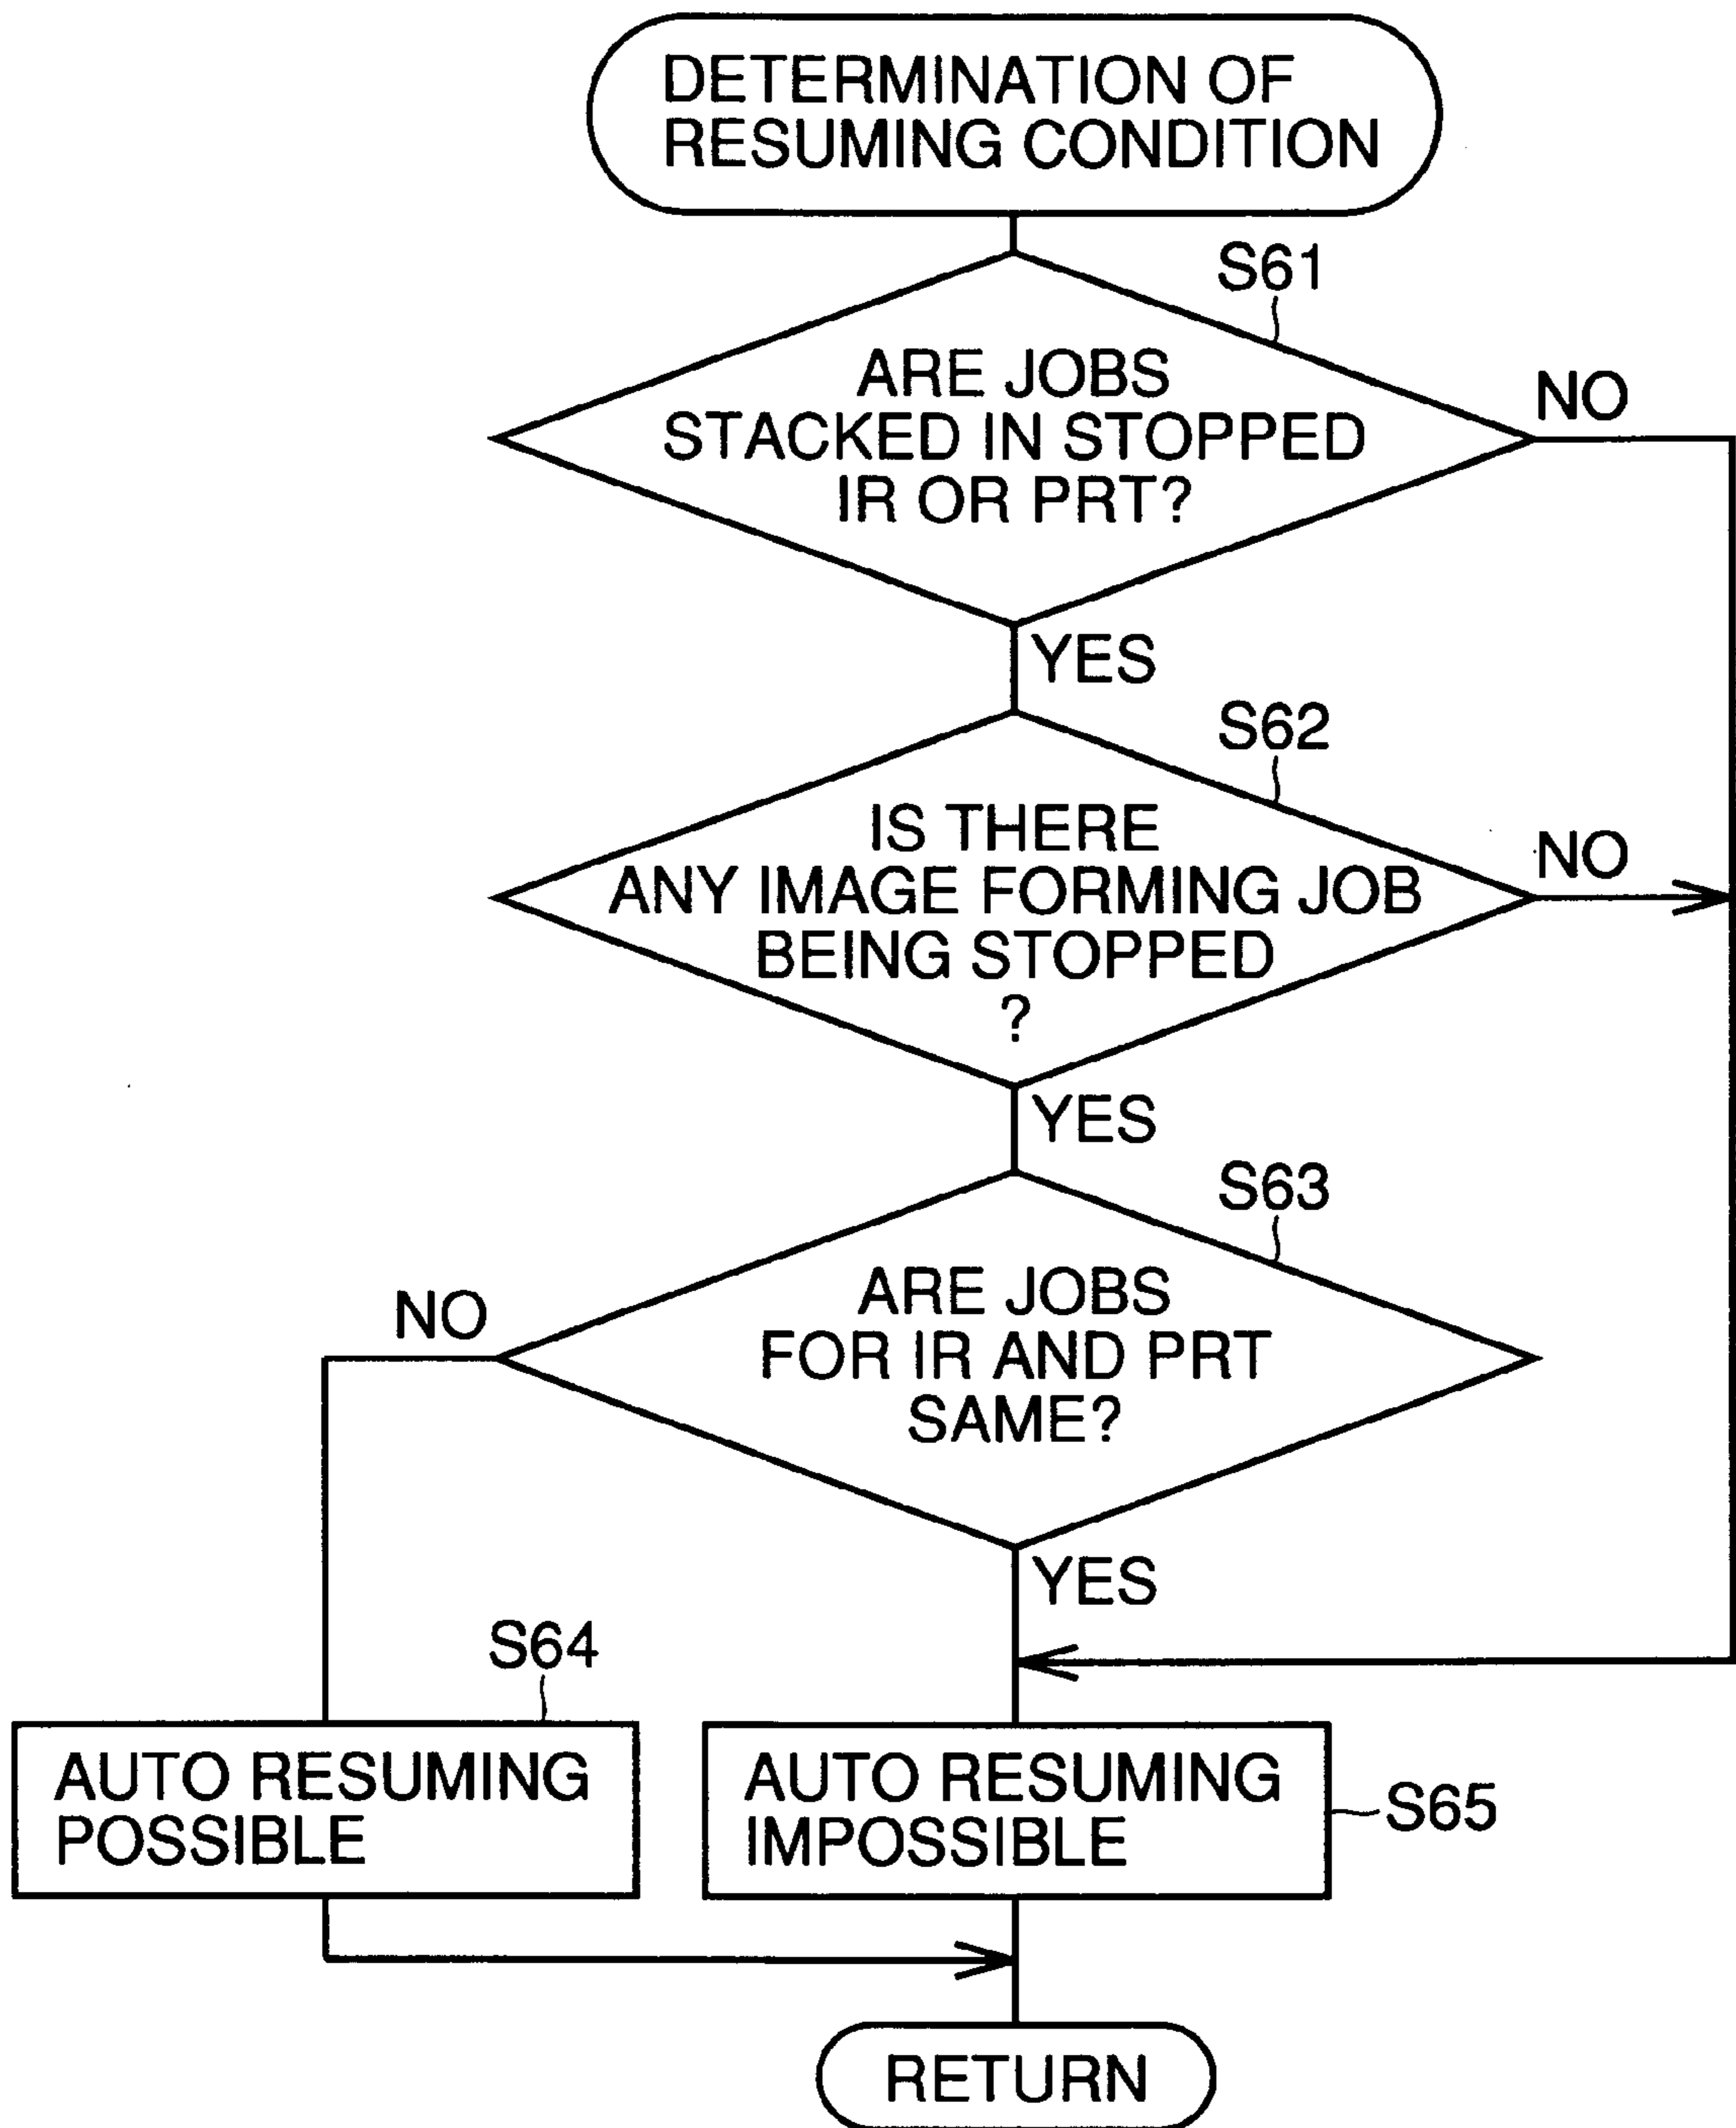 DETERMINATION OF
RESUMING CONDITION
S61
ARE JOBS
STACKED IN STOPPED
IR OR PRT?
NO
YES
S62
IS THERE
ANY IMAGE FORMING JOB
BEING STOPPED
?
NO
YES
S63
ARE JOBS
FOR IR AND PRT
SAME?
NO
YES
S64
AUTO RESUMING
POSSIBLE
AUTO RESUMING
IMPOSSIBLE
S65
RETURN